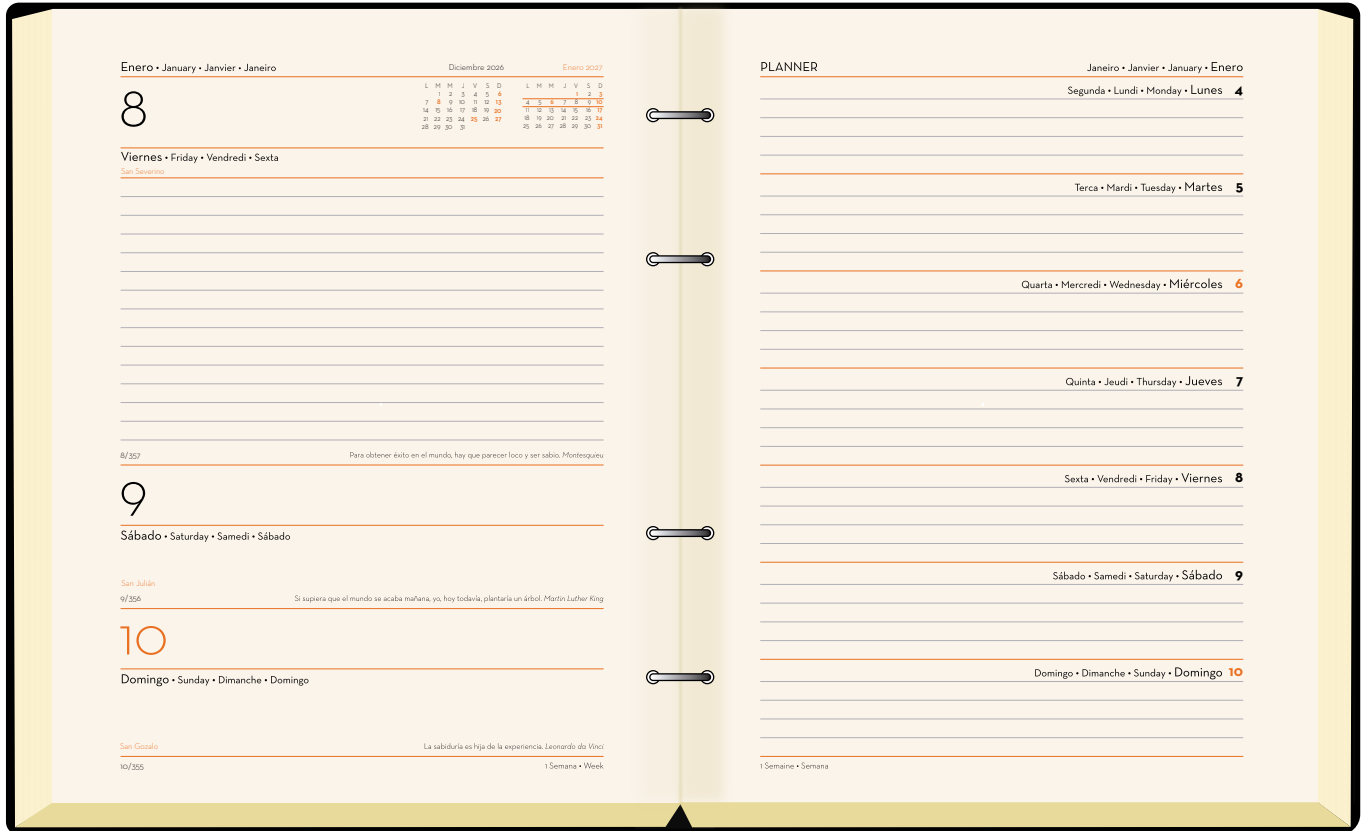 Enero • January • Janvier • Janeiro
Diciembre 2026
Enero 2027
8
L M M J V S D
1 2 3 4 5 6
7 8 9 10 11 12 13
14 15 16 17 18 19 20
21 22 23 24 25 26 27
28 29 30 31
L M M J V S D
1 2 3
4 5 6 7 8 9 10
11 12 13 14 15 16 17
18 19 20 21 22 23 24
25 26 27 28 29 30 31
Viernes • Friday • Vendredi • Sexta
San Severino
8/357
Para obtener éxito en el mundo, hay que parecer loco y ser sabio. Montesquieu
9
Sábado • Saturday • Samedi • Sábado
San Julián
9/356
Si supiera que el mundo se acaba mañana, yo, hoy todavía, plantaría un árbol. Martin Luther King
10
Domingo • Sunday • Dimanche • Domingo
San Gozalo
La sabiduría es hija de la experiencia. Leonardo da Vinci
10/355
1 Semana • Week
PLANNER
Janeiro • Janvier • January • Enero
Segunda • Lundi • Monday • Lunes 4
Terca • Mardi • Tuesday • Martes 5
Quarta • Mercredi • Wednesday • Miércoles 6
Quinta • Jeudi • Thursday • Jueves 7
Sexta • Vendredi • Friday • Viernes 8
Sábado • Samedi • Saturday • Sábado 9
Domingo • Dimanche • Sunday • Domingo 10
1 Semaine • Semana